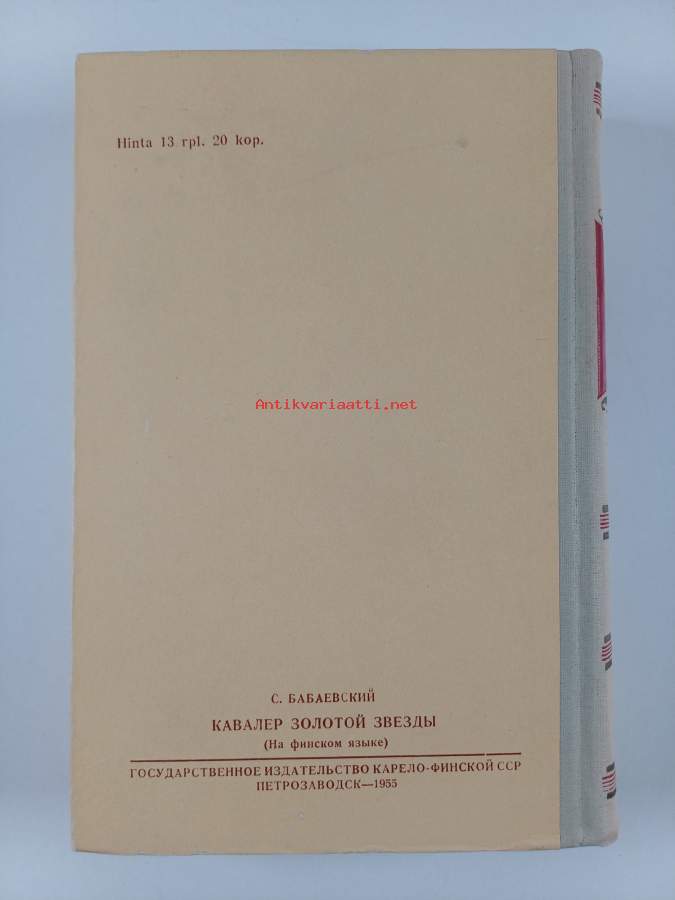 Hinta 13 rpl. 20 kop.
Antikvariaatti.net
С. БАБАЕВСКИЙ
КАВАЛЕР ЗОЛОТОЙ ЗВЕЗДЫ
(На финском языке)
ГОСУДАРСТВЕННОЕ ИЗДАТЕЛЬСТВО КАРЕЛО-ФИНСКОЙ ССР
ПЕТРОЗАВОДСК—1955